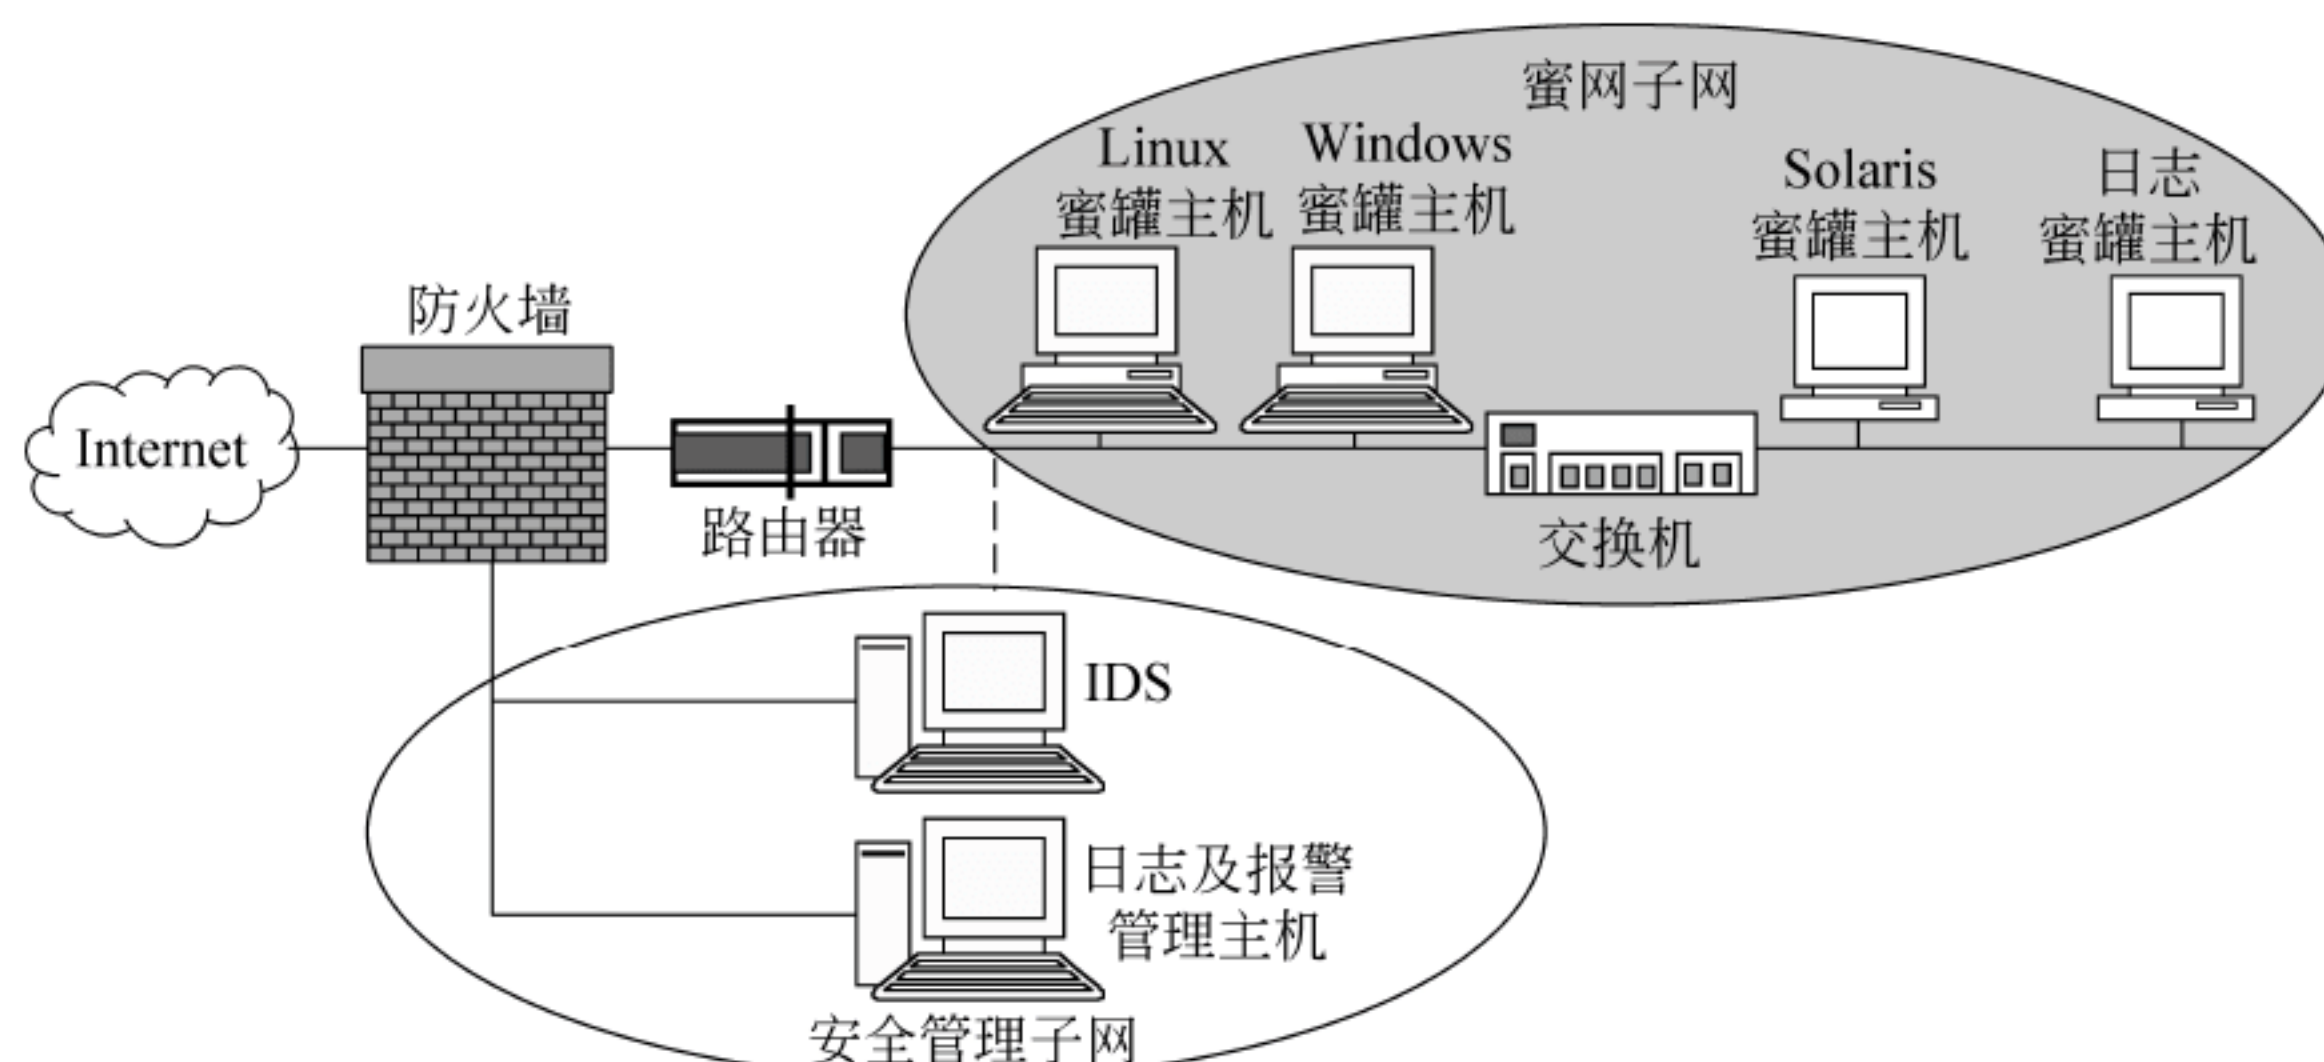 蜜网子网
Linux
蜜罐主机
Windows
蜜罐主机
Solaris
蜜罐主机
日志
蜜罐主机
防火墙
Internet
路由器
交换机
IDS
日志及报警
管理主机
安全管理子网